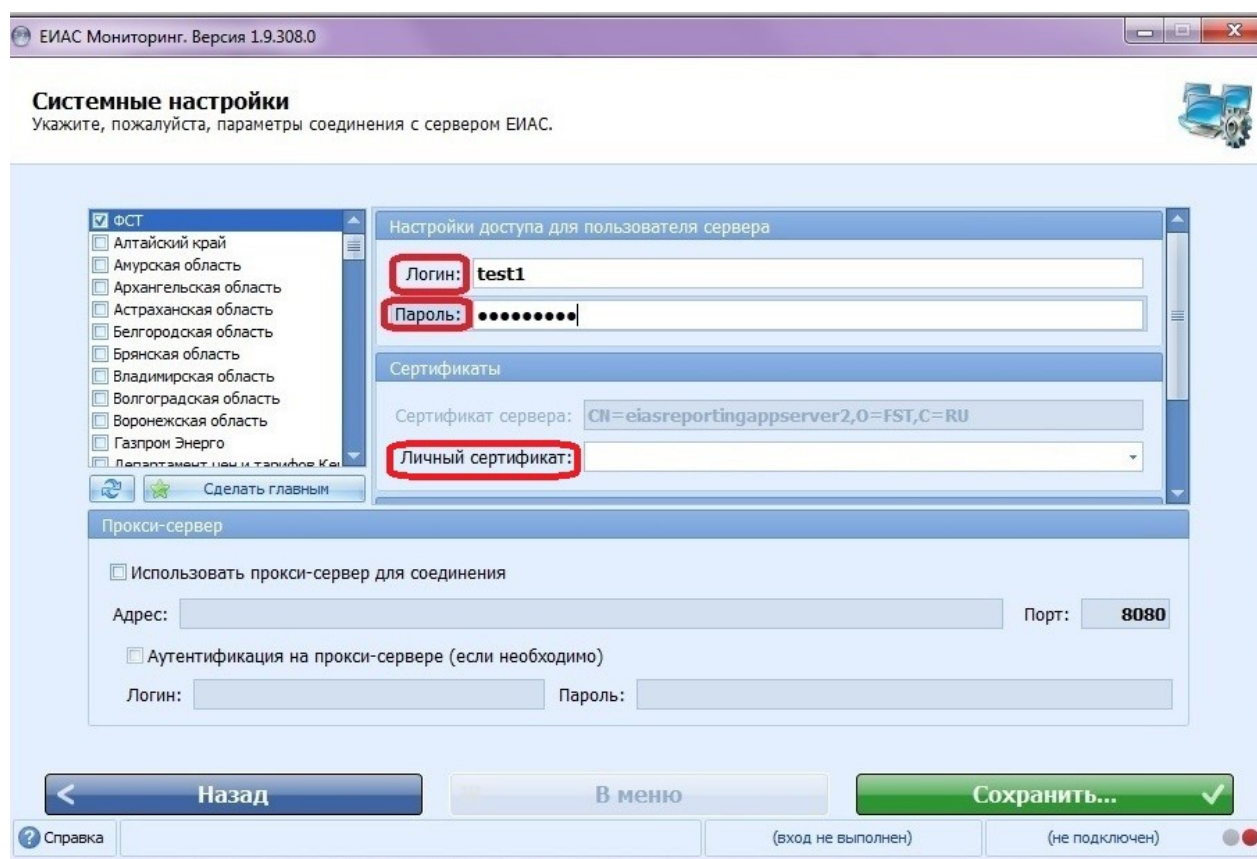 ЕИАС Мониторинг. Версия 1.9.308.0
Системные настройки
Укажите, пожалуйста, параметры соединения с сервером ЕИАС.
ФСТ
Алтайский край
Амурская область
Архангельская область
Астраханская область
Белгородская область
Брянская область
Владимирская область
Волгоградская область
Воронежская область
Газпром Энерго
Департамент цен и тарифов
Сделать главным
Настройки доступа для пользователя сервера
Логин: test1
Пароль: •••••••••
Сертификаты
Сертификат сервера: CN=eiasreportingappserver2,O=FST,C=RU
Личный сертификат:
Прокси-сервер
Использовать прокси-сервер для соединения
Адрес: Порт: 8080
Аутентификация на прокси-сервере (если необходимо)
Логин: Пароль:
< Назад В меню Сохранить...
? Справка (вход не выполнен) (не подключен)